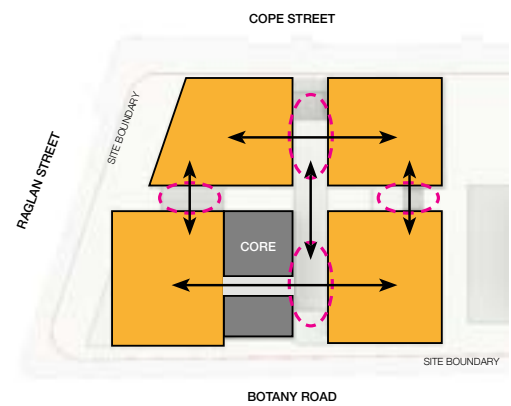 COPE STREET
SITE BOUNDARY
RAGLAN STREET
CORE
SITE BOUNDARY
BOTANY ROAD